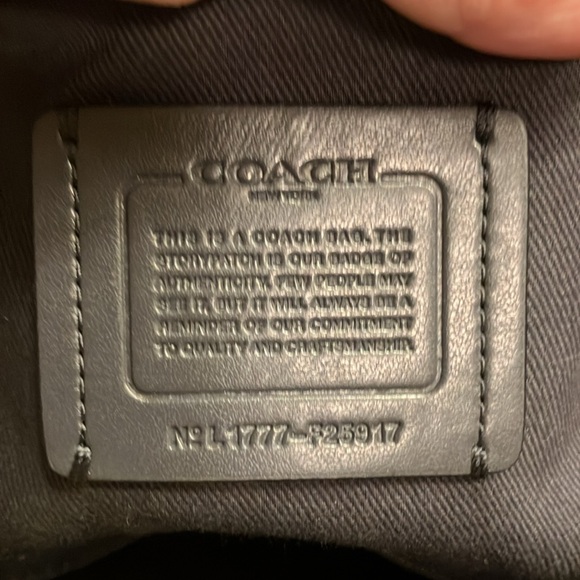 COACH
NEW YORK
THIS IS A COACH BAG. THE
STORYPATCH IS OUR BADGE OF
AUTHENTICITY. FEW PEOPLE MAY
SEE IT, BUT IT WILL ALWAYS BE A
REMINDER OF OUR COMMITMENT
TO QUALITY AND CRAFTSMANSHIP.
Nº L1777-F25917